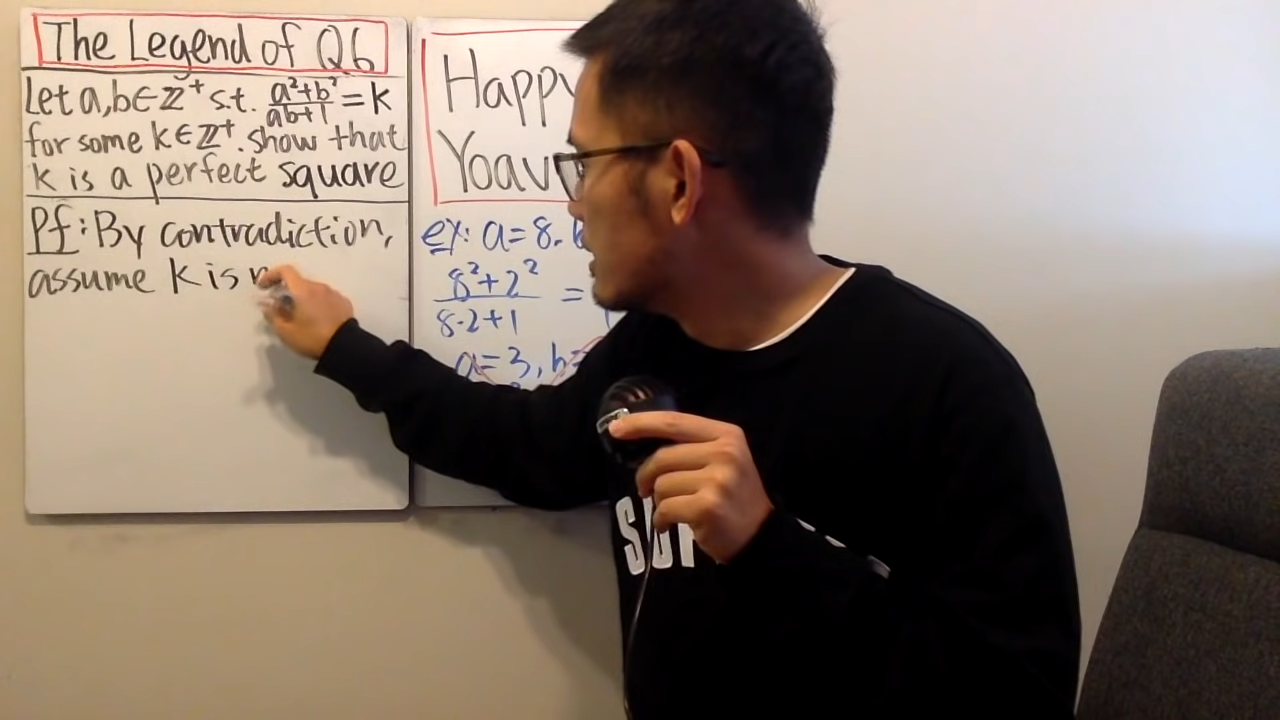 The Legend of Q6
Let a,b∈ℤ⁺ s.t. a²+b²/ab+1 = k
for some k∈ℤ⁺. show that
k is a perfect square
Pf: By contradiction,
assume k is
Happy
Yoav
ex: a=8,
8²+2²/8·2+1 =
a=3, b=